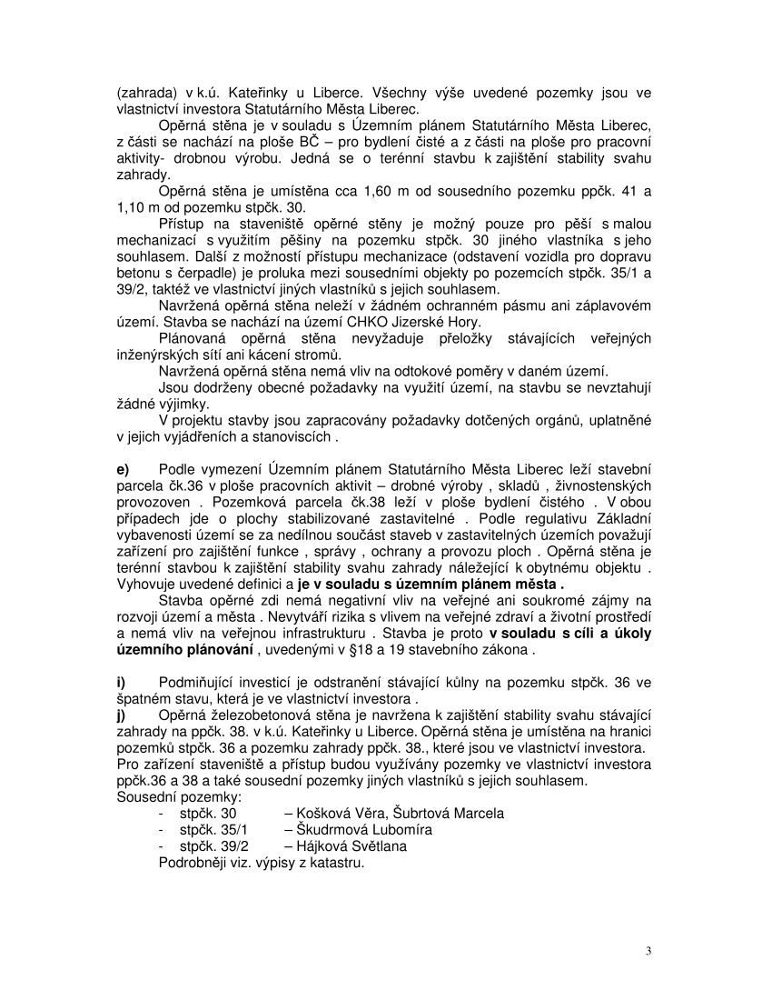 (zahrada) v k.ú. Kateřinky u Liberce. Všechny výše uvedené pozemky jsou ve
vlastnictví investora Statutárního Města Liberec.
Opěrná stěna je v souladu s Územním plánem Statutárního Města Liberec,
z části se nachází na ploše BČ – pro bydlení čisté a z části na ploše pro pracovní
aktivity- drobnou výrobu. Jedná se o terénní stavbu k zajištění stability svahu
zahrady.
Opěrná stěna je umístěna cca 1,60 m od sousedního pozemku ppčk. 41 a
1,10 m od pozemku stpčk. 30.
Přístup na staveniště opěrné stěny je možný pouze pro pěší s malou
mechanizací s využitím pěšiny na pozemku stpčk. 30 jiného vlastníka s jeho
souhlasem. Další z možností přístupu mechanizace (odstavení vozidla pro dopravu
betonu s čerpadle) je proluka mezi sousedními objekty po pozemcích stpčk. 35/1 a
39/2, taktéž ve vlastnictví jiných vlastníků s jejich souhlasem.
Navržená opěrná stěna neleží v žádném ochranném pásmu ani záplavovém
území. Stavba se nachází na území CHKO Jizerské Hory.
Plánovaná opěrná stěna nevyžaduje přeložky stávajících veřejných
inženýrských sítí ani kácení stromů.
Navržená opěrná stěna nemá vliv na odtokové poměry v daném území.
Jsou dodrženy obecné požadavky na využití území, na stavbu se nevztahují
žádné výjimky.
V projektu stavby jsou zapracovány požadavky dotčených orgánů, uplatněné
v jejich vyjádřeních a stanoviscích .
e) Podle vymezení Územním plánem Statutárního Města Liberec leží stavební
parcela čk.36 v ploše pracovních aktivit – drobné výroby , skladů , živnostenských
provozoven . Pozemková parcela čk.38 leží v ploše bydlení čistého . V obou
případech jde o plochy stabilizované zastavitelné . Podle regulativu Základní
vybavenosti území se za nedílnou součást staveb v zastavitelných územích považují
zařízení pro zajištění funkce , správy , ochrany a provozu ploch . Opěrná stěna je
terénní stavbou k zajištění stability svahu zahrady náležející k obytnému objektu .
Vyhovuje uvedené definici a je v souladu s územním plánem města .
Stavba opěrné zdi nemá negativní vliv na veřejné ani soukromé zájmy na
rozvoji území a města . Nevytváří rizika s vlivem na veřejné zdraví a životní prostředí
a nemá vliv na veřejnou infrastrukturu . Stavba je proto v souladu s cíli a úkoly
územního plánování , uvedenými v §18 a 19 stavebního zákona .
i) Podmiňující investicí je odstranění stávající kůlny na pozemku stpčk. 36 ve
špatném stavu, která je ve vlastnictví investora .
j) Opěrná železobetonová stěna je navržena k zajištění stability svahu stávající
zahrady na ppčk. 38. v k.ú. Kateřinky u Liberce. Opěrná stěna je umístěna na hranici
pozemků stpčk. 36 a pozemku zahrady ppčk. 38., které jsou ve vlastnictví investora.
Pro zařízení staveniště a přístup budou využívány pozemky ve vlastnictví investora
ppčk.36 a 38 a také sousední pozemky jiných vlastníků s jejich souhlasem.
Sousední pozemky:
- stpčk. 30 – Košková Věra, Šubrtová Marcela
- stpčk. 35/1 – Škudrmová Lubomíra
- stpčk. 39/2 – Hájková Světlana
Podrobněji viz. výpisy z katastru.
3